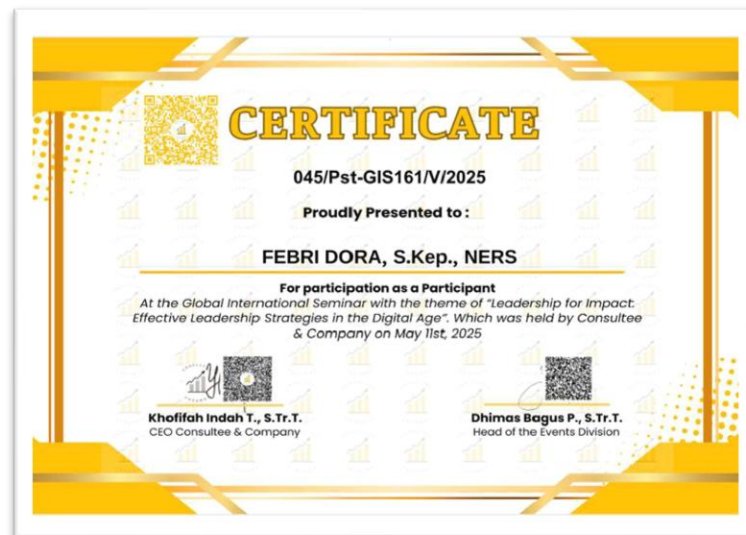 CERTIFICATE
045/Pst-GIS161/V/2025
Proudly Presented to :
FEBRI DORA, S.Kep., NERS
For participation as a Participant
At the Global International Seminar with the theme of "Leadership for Impact:
Effective Leadership Strategies in the Digital Age". Which was held by Consultee
& Company on May 11st, 2025
Khofifah Indah T., S.Tr.T.
CEO Consultee & Company
Dhimas Bagus P., S.Tr.T.
Head of the Events Division